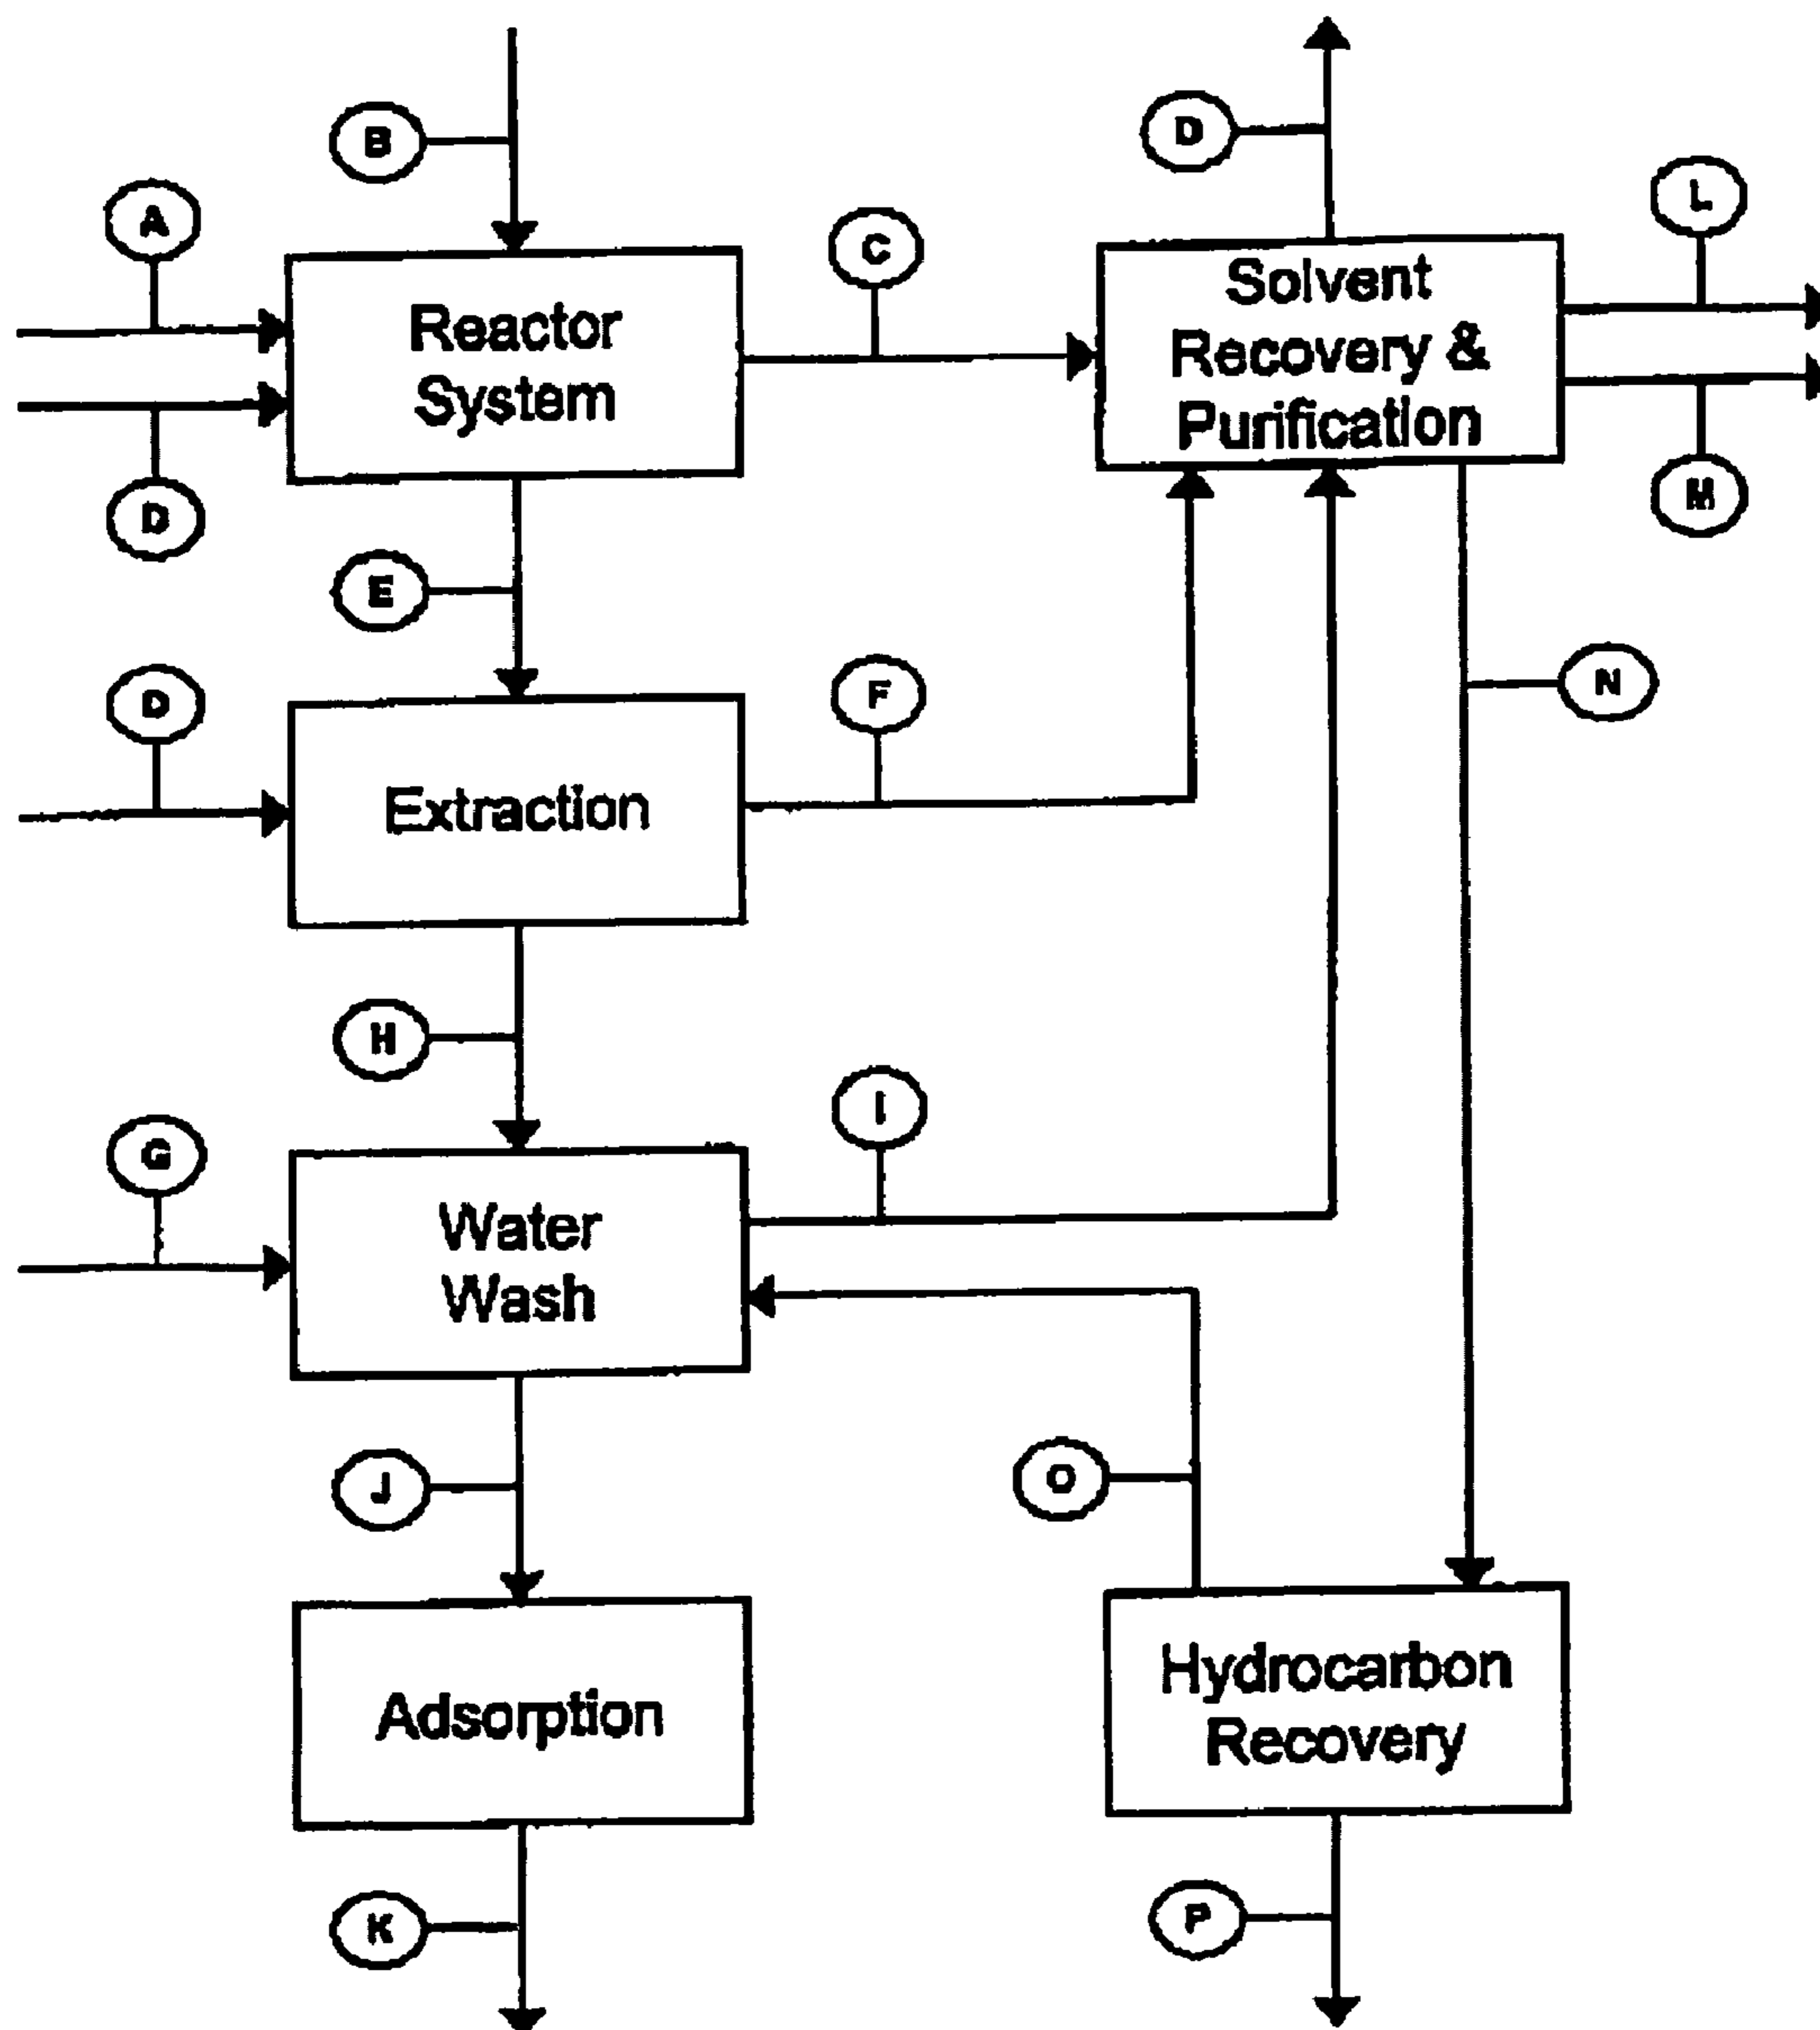 B
D
A
L
C
Reactor
System
Solvent
Recovery &
Purification
D
M
E
D
F
N
Extraction
H
I
G
Water
Wash
J
O
Adsorption
Hydrocarbon
Recovery
K
P